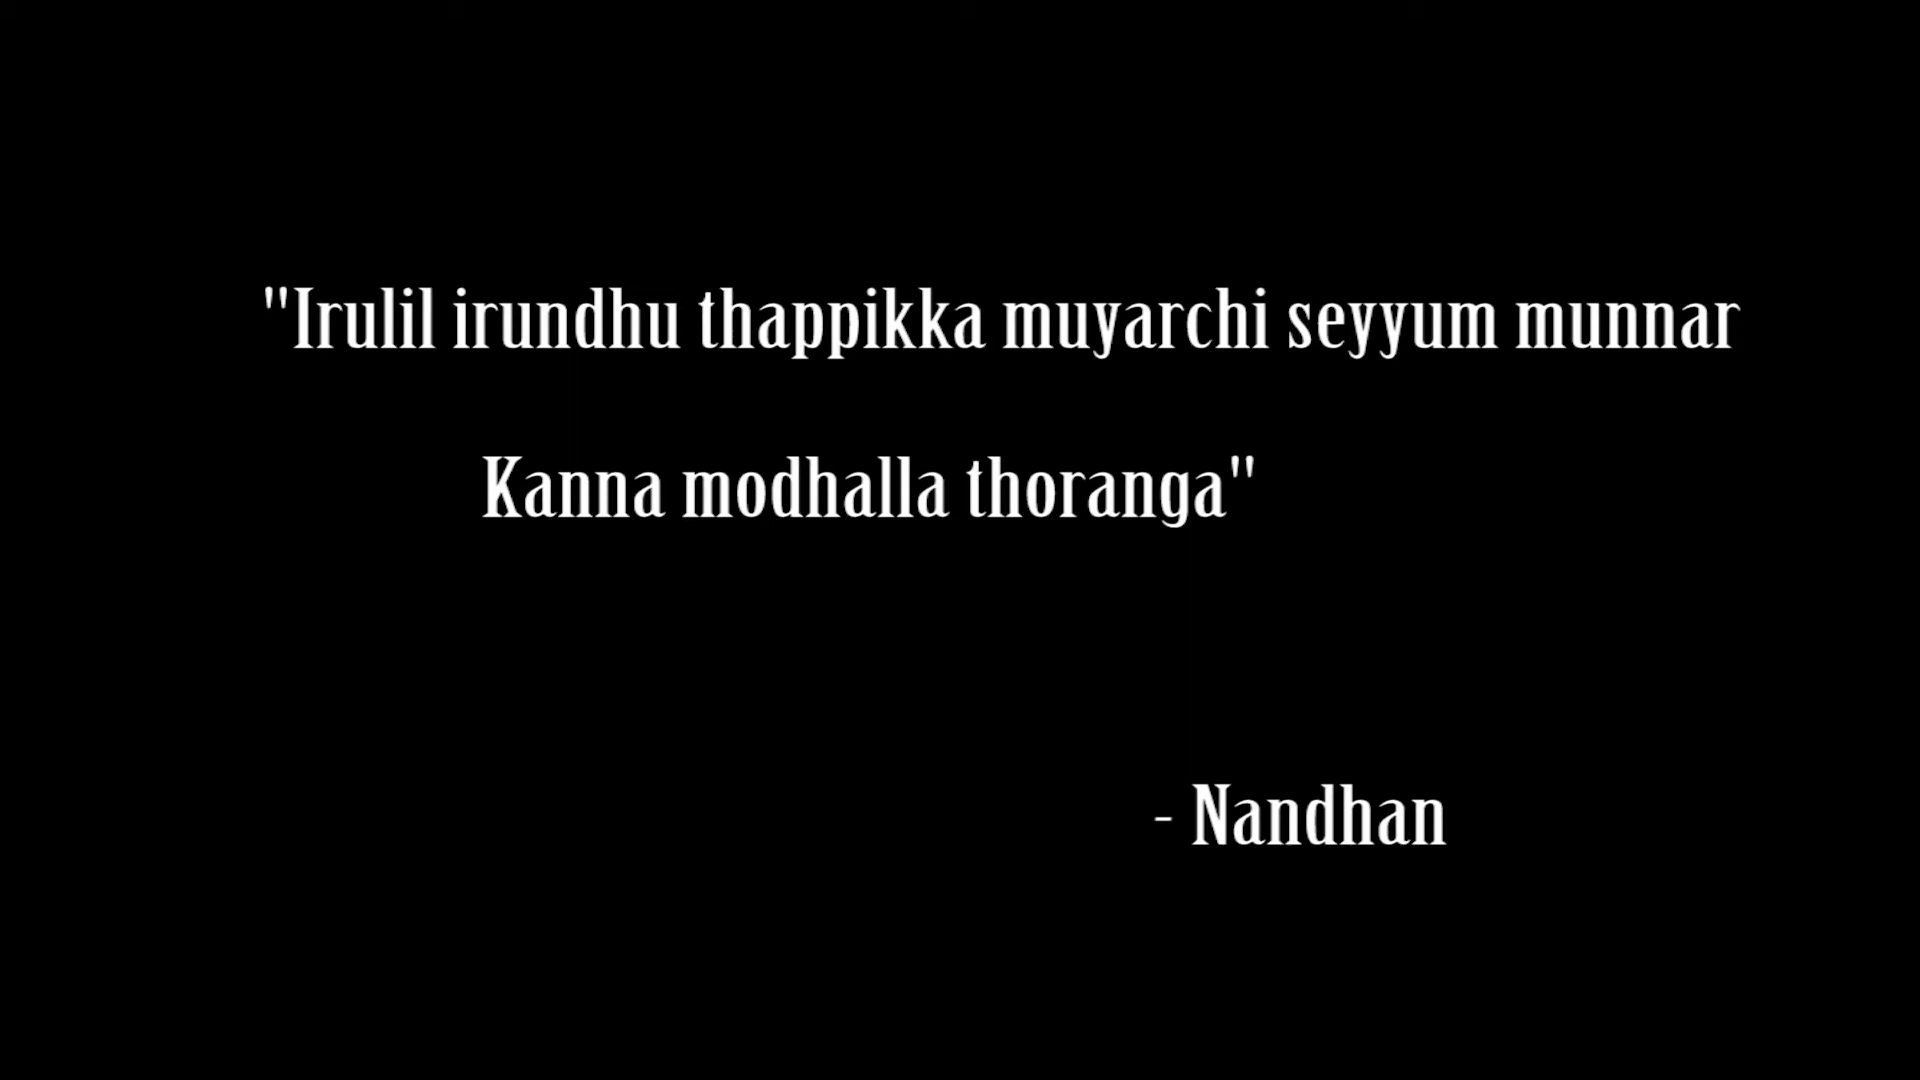 "Irulil irundhu thappikka muyarchi seyyum munnar
Kanna modhalla thoranga"
- Nandhan